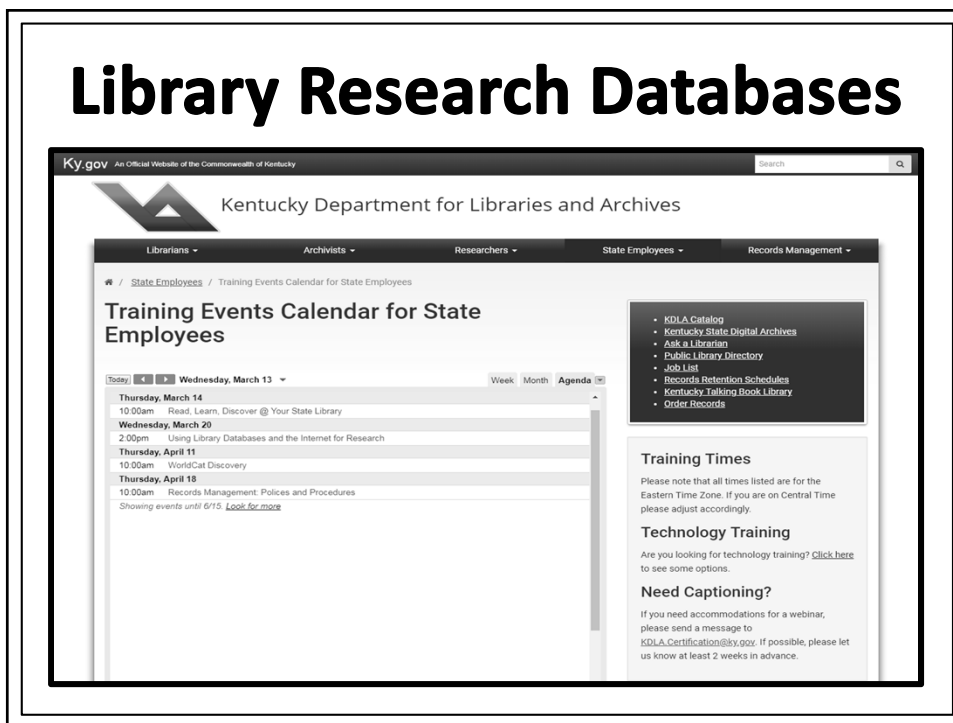 Library Research Databases
Ky.gov An Official Website of the Commonwealth of Kentucky
Search
Kentucky Department for Libraries and Archives
Librarians
Archivists
Researchers
State Employees
Records Management
/ State Employees / Training Events Calendar for State Employees
Training Events Calendar for State
Employees
Today Wednesday, March 13
Week Month Agenda
Thursday, March 14
10:00am Read, Learn, Discover @ Your State Library
Wednesday, March 20
2:00pm Using Library Databases and the Internet for Research
Thursday, April 11
10:00am WorldCat Discovery
Thursday, April 18
10:00am Records Management: Polices and Procedures
Showing events until 6/15. Look for more
KDLA Catalog
Kentucky State Digital Archives
Ask a Librarian
Public Library Directory
Job List
Records Retention Schedules
Kentucky Talking Book Library
Order Records
Training Times
Please note that all times listed are for the
Eastern Time Zone. If you are on Central Time
please adjust accordingly.
Technology Training
Are you looking for technology training? Click here
to see some options.
Need Captioning?
If you need accommodations for a webinar,
please send a message to
KDLA.Certification@ky.gov. If possible, please let
us know at least 2 weeks in advance.